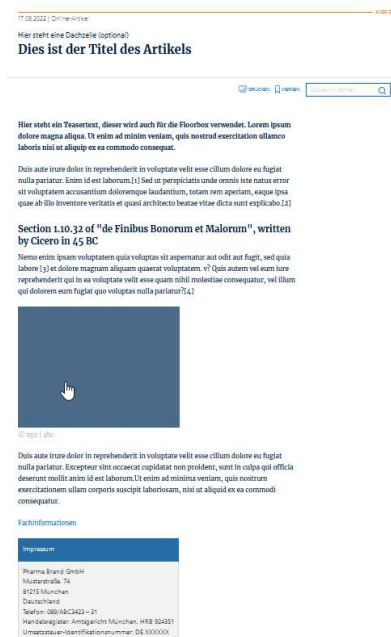 ANZEIGE
17.08.2022 | Online-Artikel
Hier steht eine Dachzeile (optional)
Dies ist der Titel des Artikels
DRUCKEN MERKEN SUCHEN IM ARTIKEL
Hier steht ein Teasertext, dieser wird auch für die Floorbox verwendet. Lorem ipsum
dolore magna aliqua. Ut enim ad minim veniam, quis nostrud exercitation ullamco
laboris nisi ut aliquip ex ea commodo consequat.
Duis aute irure dolor in reprehenderit in voluptate velit esse cillum dolore eu fugiat
nulla pariatur. Enim id est laborum.[1] Sed ut perspiciatis unde omnis iste natus error
sit voluptatem accusantium doloremque laudantium, totam rem aperiam, eaque ipsa
quae ab illo inventore veritatis et quasi architecto beatae vitae dicta sunt explicabo.[2]
Section 1.10.32 of "de Finibus Bonorum et Malorum", written
by Cicero in 45 BC
Nemo enim ipsam voluptatem quia voluptas sit aspernatur aut odit aut fugit, sed quia
labore [3] et dolore magnam aliquam quaerat voluptatem. v? Quis autem vel eum iure
reprehenderit qui in ea voluptate velit esse quam nihil molestiae consequatur, vel illum
qui dolorem eum fugiat quo voluptas nulla pariatur?[4]
© xyz | abc
Duis aute irure dolor in reprehenderit in voluptate velit esse cillum dolore eu fugiat
nulla pariatur. Excepteur sint occaecat cupidatat non proident, sunt in culpa qui officia
deserunt mollit anim id est laborum.Ut enim ad minima veniam, quis nostrum
exercitationem ullam corporis suscipit laboriosam, nisi ut aliquid ex ea commodi
consequatur.
Fachinformationen
Impressum
Pharma Brand GmbH
Musterstraße. 74
81215 München
Deutschland
Telefon: 089/ABC3423 – 31
Handelsregister: Amtsgericht München, HRB 924351
Umsatzsteuer-Identifikationsnummer: DE XXXXXX